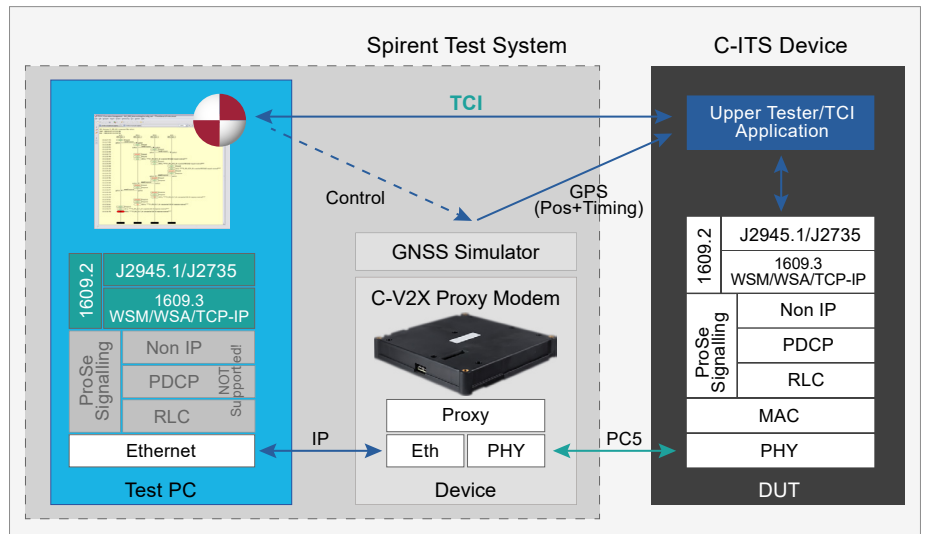 Spirent Test System
C-ITS Device
TCI
Upper Tester/TCI
Application
Control
GPS
(Pos+Timing)
GNSS Simulator
C-V2X Proxy Modem
1609.2
J2945.1/J2735
1609.3
WSM/WSA/TCP-IP
ProSe
Signalling
Non IP
PDCP
RLC
NOT
Supported!
Ethernet
Test PC
IP
Proxy
Eth
PHY
Device
PC5
1609.2
J2945.1/J2735
1609.3
WSM/WSA/TCP-IP
ProSe
Signalling
Non IP
PDCP
RLC
MAC
PHY
DUT